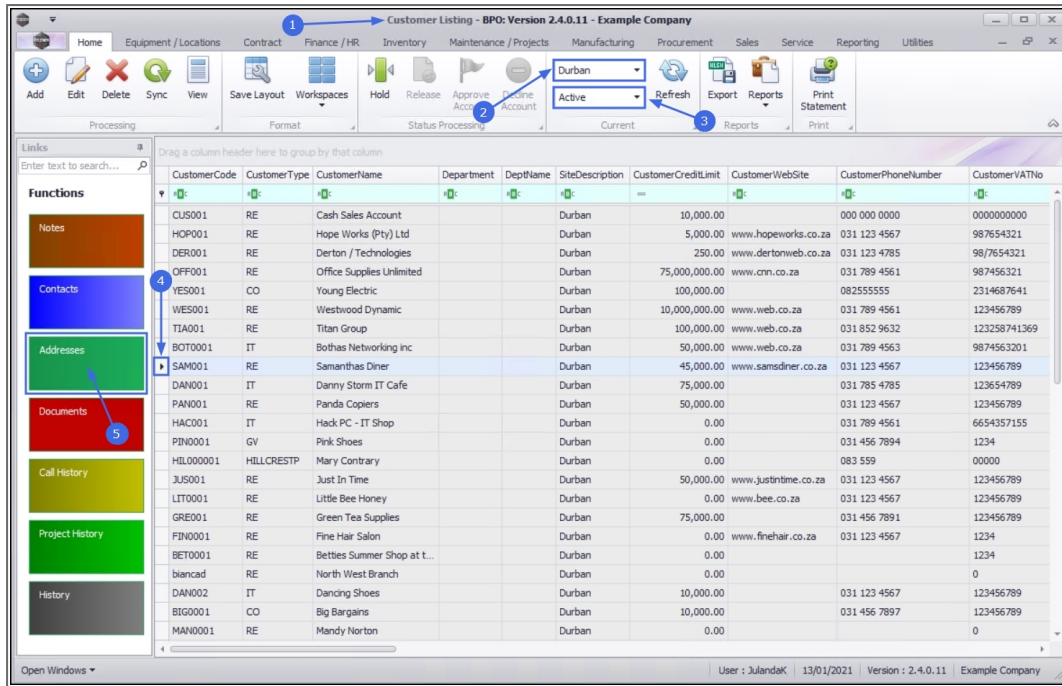 Customer Listing - BPO: Version 2.4.0.11 - Example Company
1
Home Equipment / Locations Contract Finance / HR Inventory Maintenance / Projects Manufacturing Procurement Sales Service Reporting Utilities
Add Edit Delete Sync View Save Layout Workspaces Hold Release Approve Account Decline Account Durban Active Refresh Export Reports Print Statement
2
3
Processing Format Status Processing Current Reports Print
Links
Enter text to search...
Functions
Notes
Contacts
Addresses
Documents
5
Call History
Project History
History
Drag a column header here to group by that column
CustomerCode CustomerType CustomerName Department DeptName SiteDescription CustomerCreditLimit CustomerWebSite CustomerPhoneNumber CustomerVATNo
CUS001 RE Cash Sales Account Durban 10,000.00 000 000 0000 0000000000
HOP001 RE Hope Works (Pty) Ltd Durban 5,000.00 www.hopeworks.co.za 031 123 4567 987654321
DER001 RE Derton / Technologies Durban 250.00 www.dertonweb.co.za 031 123 4785 98/7654321
OFF001 RE Office Supplies Unlimited Durban 75,000,000.00 www.cnn.co.za 031 789 4561 987456321
4
YES001 CO Young Electric Durban 100,000.00 082555555 2314687641
WES001 RE Westwood Dynamic Durban 10,000,000.00 www.web.co.za 031 789 4561 123456789
TIA001 RE Titan Group Durban 100,000.00 www.web.co.za 031 852 9632 123258741369
BOT0001 IT Bothas Networking inc Durban 50,000.00 www.web.co.za 031 789 4563 9874563201
SAM001 RE Samanthas Diner Durban 45,000.00 www.samsdiner.co.za 031 123 4567 123456789
DAN001 IT Danny Storm IT Cafe Durban 75,000.00 031 785 4785 123654789
PAN001 RE Panda Copiers Durban 50,000.00 031 123 4567 123456789
HAC001 IT Hack PC - IT Shop Durban 0.00 031 789 4561 6654357155
PIN0001 GV Pink Shoes Durban 0.00 031 456 7894 1234
HIL000001 HILLCRESTP Mary Contrary Durban 0.00 083 559 00000
JUS001 RE Just In Time Durban 50,000.00 www.justintime.co.za 031 123 4567 123456789
LIT0001 RE Little Bee Honey Durban 0.00 www.bee.co.za 031 123 4567 123456789
GRE001 RE Green Tea Supplies Durban 75,000.00 031 456 7891 123456789
FIN0001 RE Fine Hair Salon Durban 0.00 www.finehair.co.za 031 123 4567 1234
BET0001 RE Betties Summer Shop at t... Durban 0.00 1234
biancad RE North West Branch Durban 0.00 0
DAN002 IT Dancing Shoes Durban 10,000.00 031 123 4567 123456789
BIG0001 CO Big Bargains Durban 10,000.00 031 456 7897 123456789
MAN0001 RE Mandy Norton Durban 0.00 0
Open Windows User : JulandaK 13/01/2021 Version : 2.4.0.11 Example Company